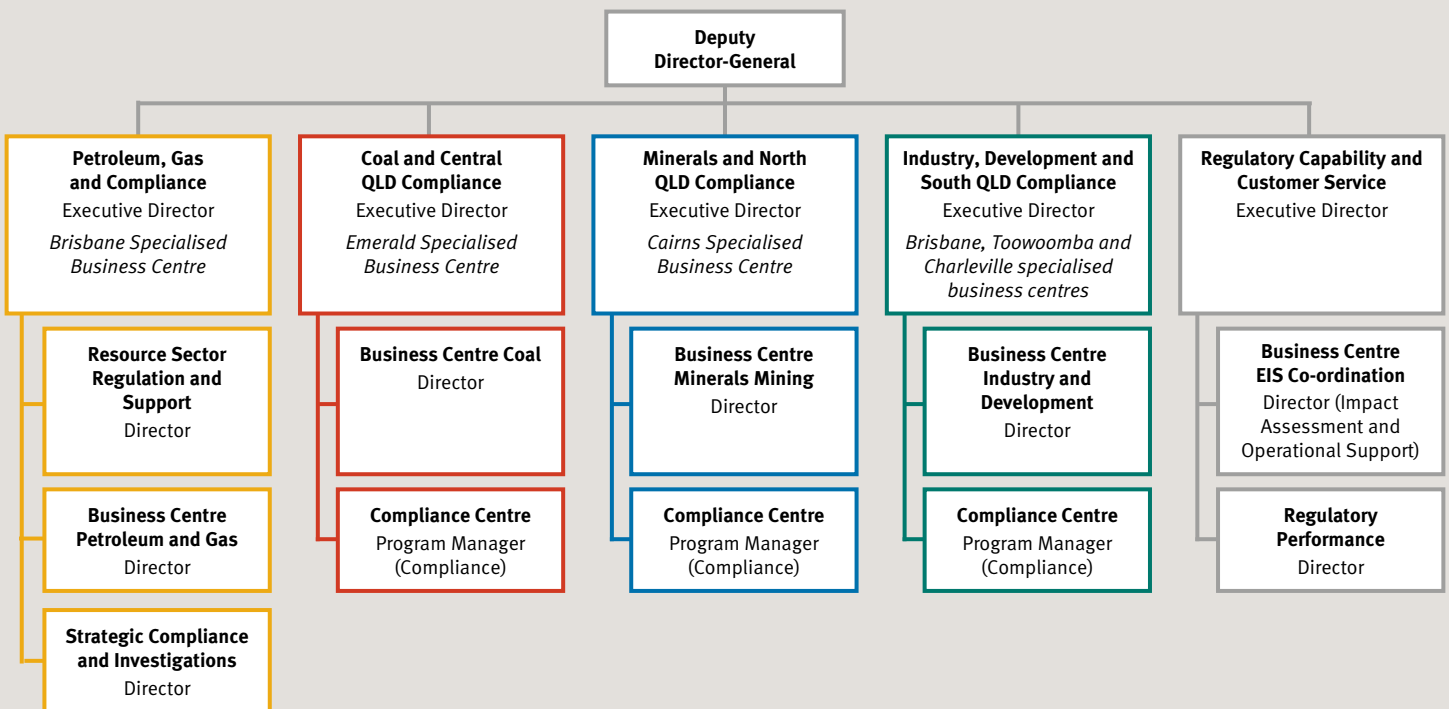 Deputy
Director-General
Petroleum, Gas
and Compliance
Executive Director
Brisbane Specialised
Business Centre
Coal and Central
QLD Compliance
Executive Director
Emerald Specialised
Business Centre
Minerals and North
QLD Compliance
Executive Director
Cairns Specialised
Business Centre
Industry, Development and
South QLD Compliance
Executive Director
Brisbane, Toowoomba and
Charleville specialised
business centres
Regulatory Capability and
Customer Service
Executive Director
Resource Sector
Regulation and
Support
Director
Business Centre Coal
Director
Business Centre
Minerals Mining
Director
Business Centre
Industry and
Development
Director
Business Centre
EIS Co-ordination
Director (Impact
Assessment and
Operational Support)
Business Centre
Petroleum and Gas
Director
Compliance Centre
Program Manager
(Compliance)
Compliance Centre
Program Manager
(Compliance)
Compliance Centre
Program Manager
(Compliance)
Regulatory
Performance
Director
Strategic Compliance
and Investigations
Director